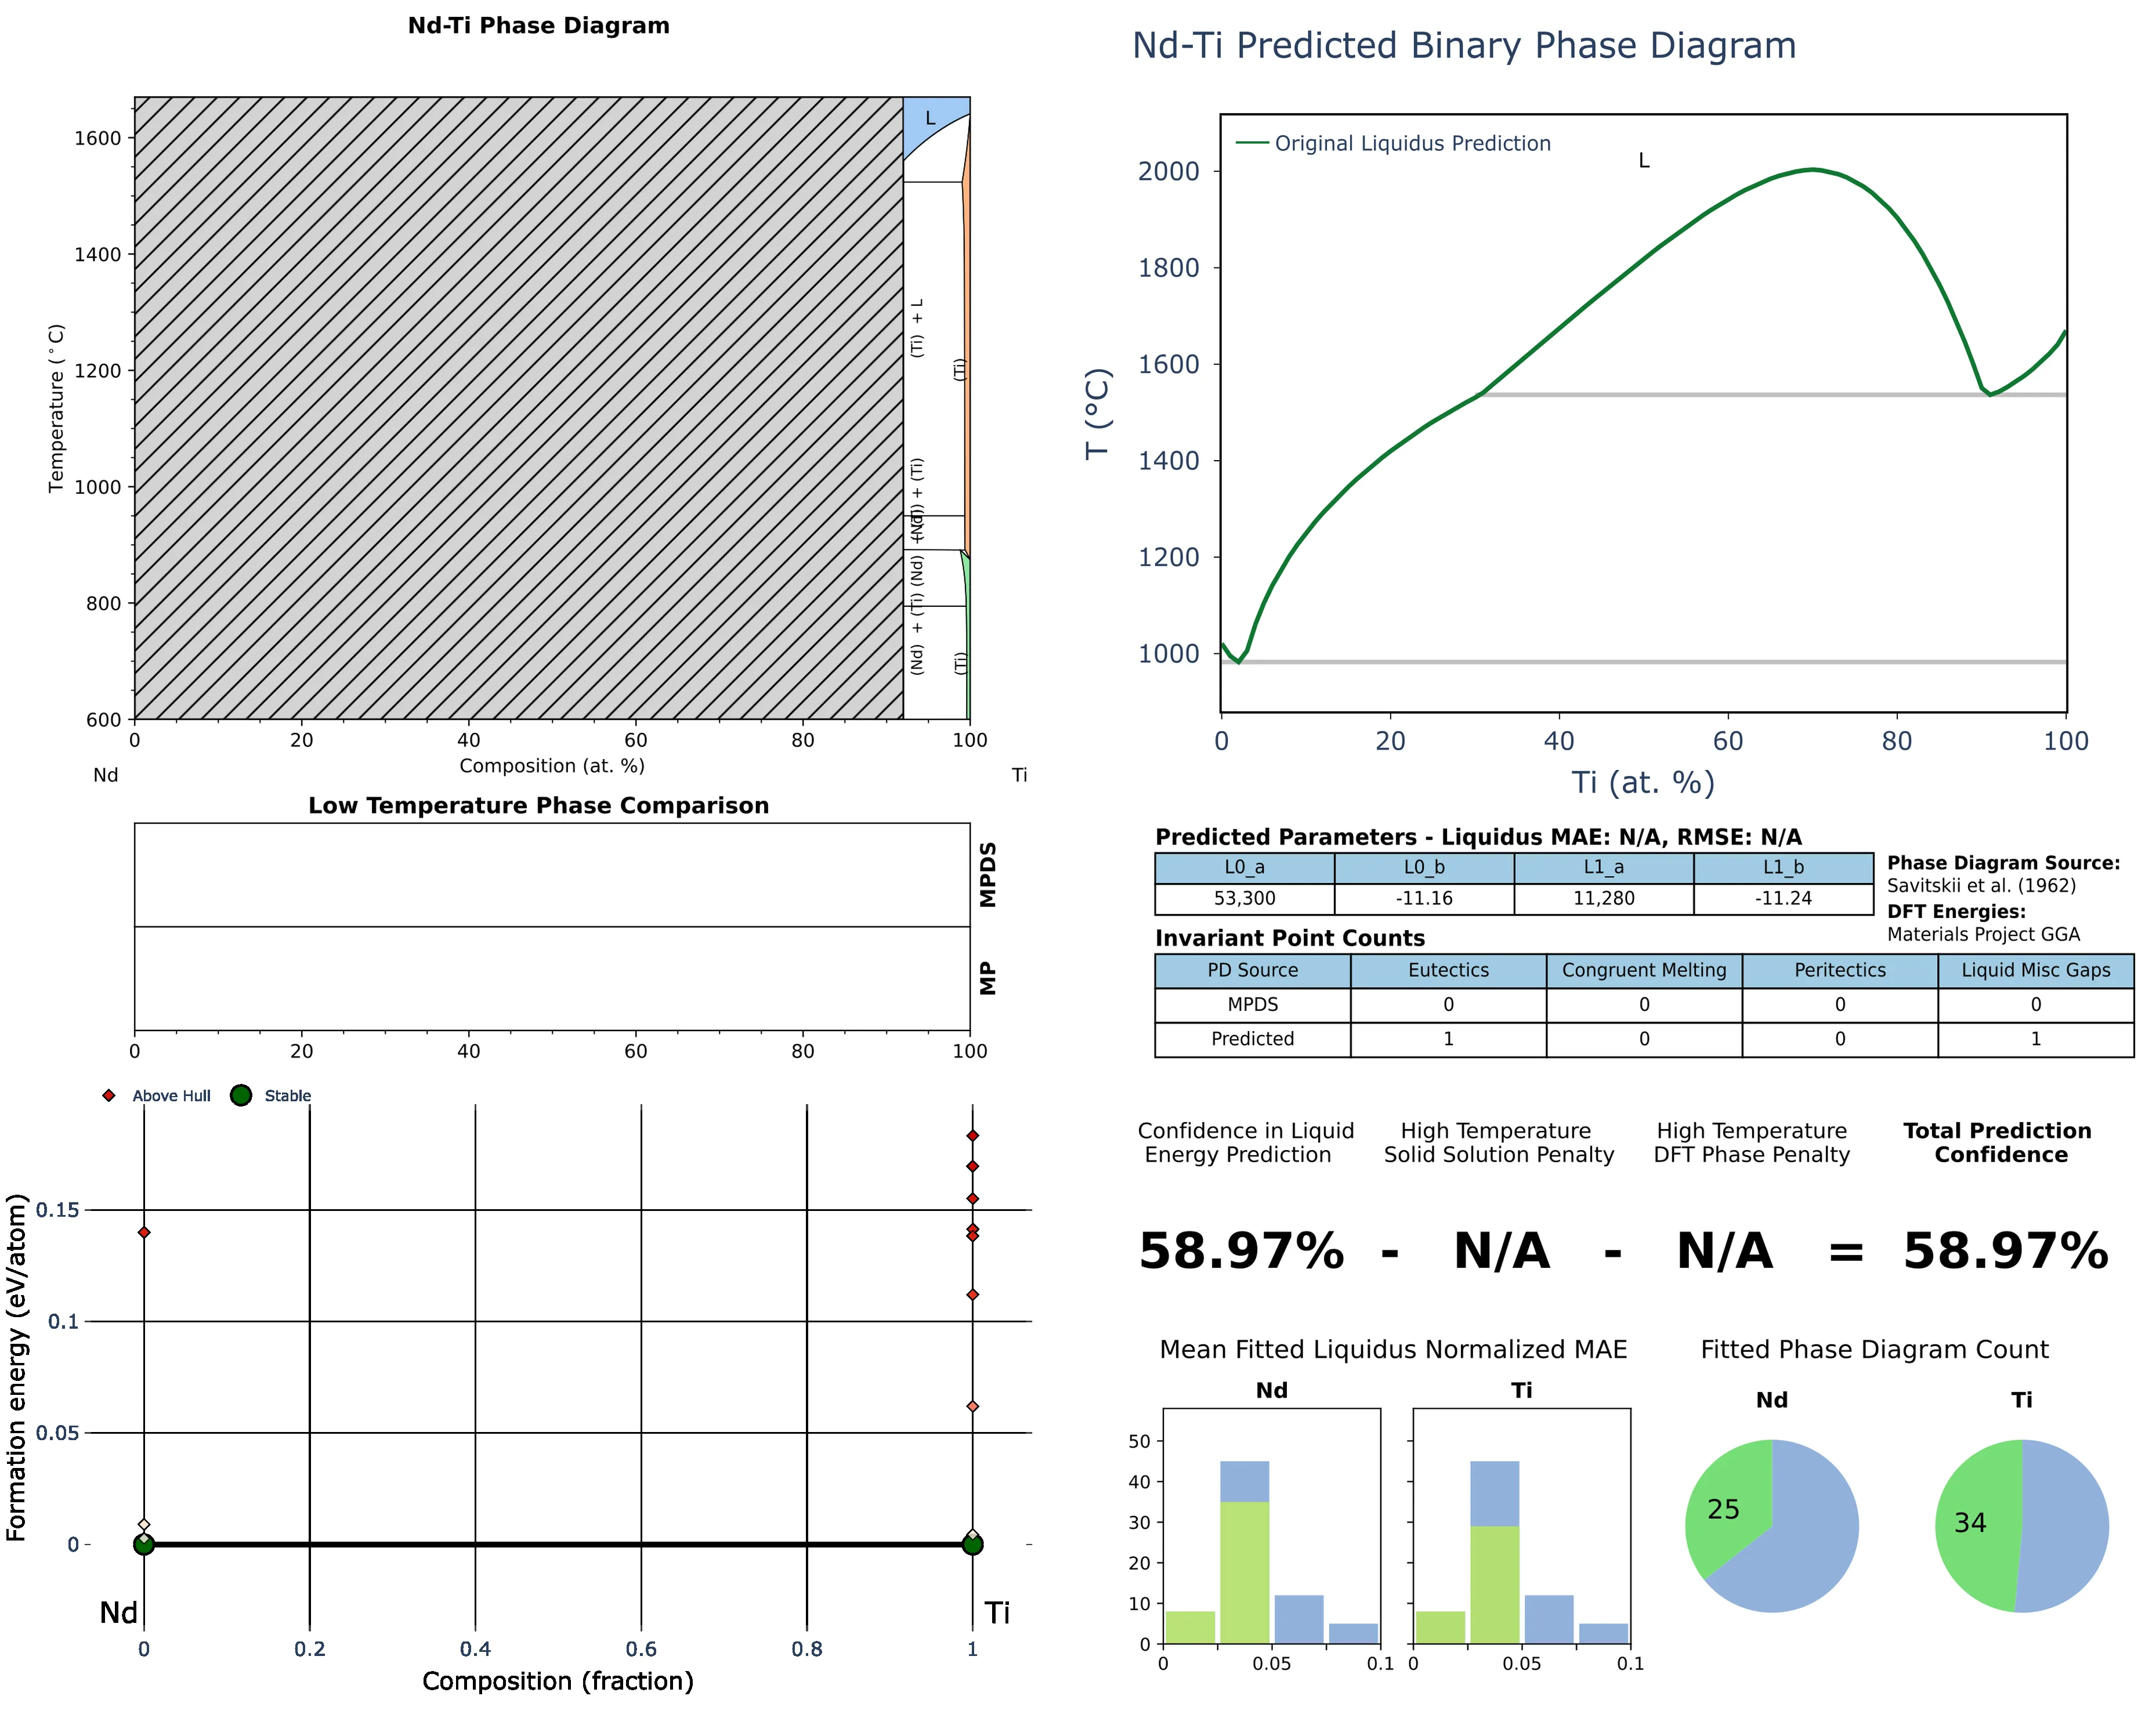 Nd-Ti Phase Diagram
1600
1400
1200
1000
800
600
Temperature (°C)
L
(Ti) + L
(Ti)
(Nd) + (Ti)
(Nd) + (Ti)
(Ti)
0 20 40 60 80 100
Composition (at. %)
Nd Ti
Low Temperature Phase Comparison
MPDS
MP
0 20 40 60 80 100
Above Hull Stable
Formation energy (eV/atom)
0.15
0.1
0.05
0
Nd Ti
0 0.2 0.4 0.6 0.8 1
Composition (fraction)
Nd-Ti Predicted Binary Phase Diagram
Original Liquidus Prediction
L
T (°C)
2000
1800
1600
1400
1200
1000
0 20 40 60 80 100
Ti (at. %)
Predicted Parameters - Liquidus MAE: N/A, RMSE: N/A
L0_a L0_b L1_a L1_b
53,300 -11.16 11,280 -11.24
Phase Diagram Source:
Savitskii et al. (1962)
DFT Energies:
Materials Project GGA
Invariant Point Counts
PD Source Eutectics Congruent Melting Peritectics Liquid Misc Gaps
MPDS 0 0 0 0
Predicted 1 0 0 1
Confidence in Liquid Energy Prediction
High Temperature Solid Solution Penalty
High Temperature DFT Phase Penalty
Total Prediction Confidence
58.97% - N/A - N/A = 58.97%
Mean Fitted Liquidus Normalized MAE
Nd Ti
50
40
30
20
10
0
0 0.05 0.1 0 0.05 0.1
Fitted Phase Diagram Count
Nd Ti
25 34